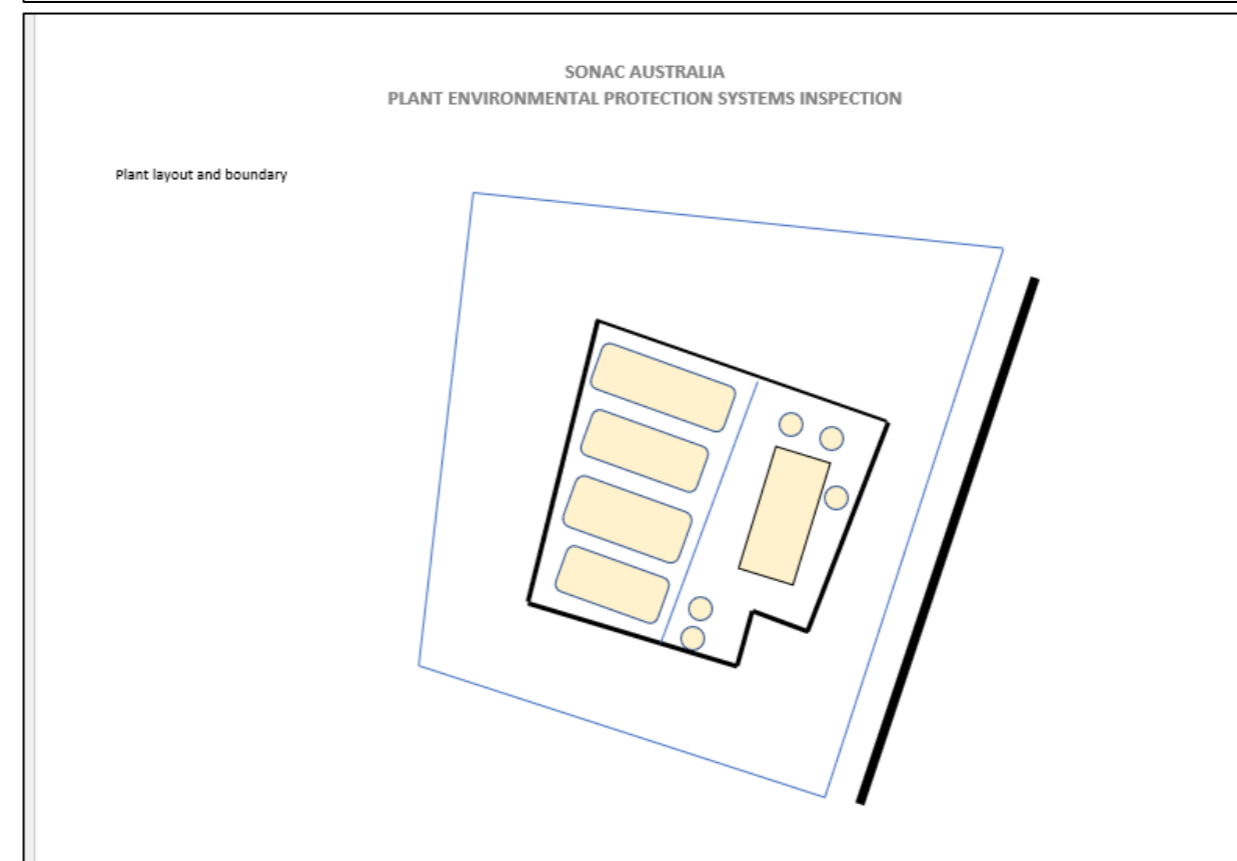 SONAC AUSTRALIA
PLANT ENVIRONMENTAL PROTECTION SYSTEMS INSPECTION
Plant layout and boundary